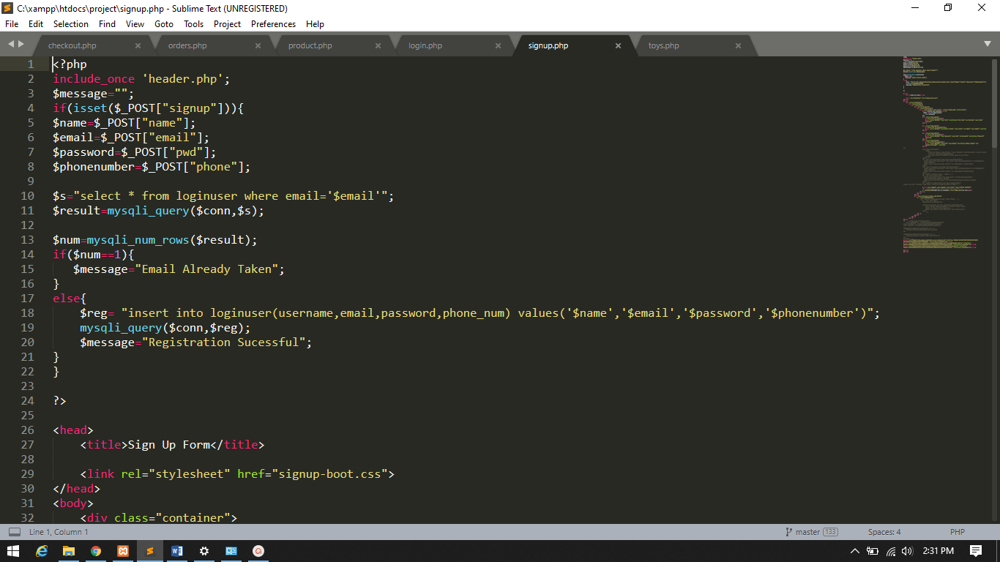 C:\xampp\htdocs\project\signup.php - Sublime Text (UNREGISTERED)
File Edit Selection Find View Goto Tools Project Preferences Help
checkout.php orders.php product.php login.php signup.php toys.php
1 <?php
2 include_once 'header.php';
3 $message="";
4 if(isset($_POST["signup"])){
5 $name=$_POST["name"];
6 $email=$_POST["email"];
7 $password=$_POST["pwd"];
8 $phonenumber=$_POST["phone"];
9
10 $s="select * from loginuser where email='$email'";
11 $result=mysqli_query($conn,$s);
12
13 $num=mysqli_num_rows($result);
14 if($num==1){
15 $message="Email Already Taken";
16 }
17 else{
18 $reg= "insert into loginuser(username,email,password,phone_num) values('$name','$email','$password','$phonenumber')";
19 mysqli_query($conn,$reg);
20 $message="Registration Sucessful";
21 }
22 }
23
24 ?>
25
26 <head>
27 <title>Sign Up Form</title>
28
29 <link rel="stylesheet" href="signup-boot.css">
30 </head>
31 <body>
32 <div class="container">
Line 1, Column 1 master 133 Spaces: 4 PHP
2:31 PM